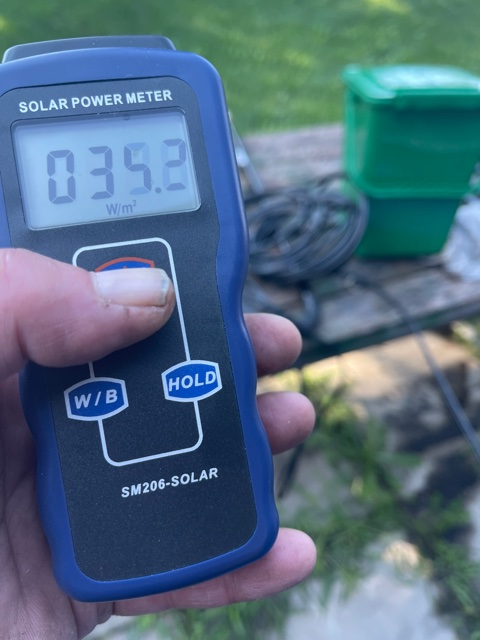 SOLAR POWER METER
035.2
W/m²
W/B
HOLD
SM206-SOLAR